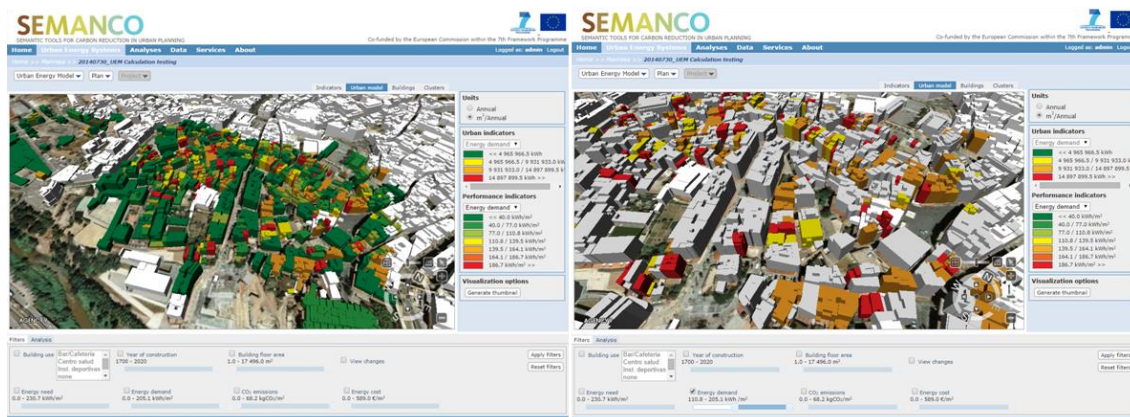 SEMANCO
SEMANTIC TOOLS FOR CARBON REDUCTION IN URBAN PLANNING
Co-funded by the European Commission within the 7th Framework Programme
Home Urban Energy Systems Analyses Data Services About
Logged as: admin Logout
Home >> Manresa >> 20140730_UEM Calculation testing
Urban Energy Model Plan Project
Indicators Urban model Buildings Clusters
Units
Annual
m²/Annual
Urban indicators
Energy demand
<< 4 965 966.5 kWh
4 965 966.5 / 9 931 933.0 kW
9 931 933.0 / 14 897 899.5 k
14 897 899.5 kWh >>
Performance indicators
Energy demand
<< 40.0 kWh/m²
40.0 / 77.0 kWh/m²
77.0 / 110.8 kWh/m²
110.8 / 139.5 kWh/m²
139.5 / 164.1 kWh/m²
164.1 / 186.7 kWh/m²
186.7 kWh/m² >>
Visualization options
Generate thumbnail
Filters Analysis
Building use
Bar/Cafeteria
Centro salud
Inst. deportivas
none
Year of construction
1700 - 2020
Building floor area
1.0 - 17 496.0 m²
View changes
Apply filters
Reset filters
Energy need
0.0 - 230.7 kWh/m²
Energy demand
0.0 - 205.1 kWh/m²
CO₂ emissions
0.0 - 68.2 kgCO₂/m²
Energy cost
0.0 - 589.0 €/m²
SEMANCO
SEMANTIC TOOLS FOR CARBON REDUCTION IN URBAN PLANNING
Co-funded by the European Commission within the 7th Framework Programme
Home Urban Energy Systems Analyses Data Services About
Logged as: admin Logou
Home >> Manresa >> 20140730_UEM Calculation testing
Urban Energy Model Plan Project
Indicators Urban model Buildings Clusters
Units
Annual
m²/Annual
Urban indicators
Energy demand
<< 4 965 966.5 kWh
4 965 966.5 / 9 931 933.0
9 931 933.0 / 14 897 899.5
14 897 899.5 kWh >>
Performance indicators
Energy demand
<< 40.0 kWh/m²
40.0 / 77.0 kWh/m²
77.0 / 110.8 kWh/m²
110.8 / 139.5 kWh/m²
139.5 / 164.1 kWh/m²
164.1 / 186.7 kWh/m²
186.7 kWh/m² >>
Visualization options
Generate thumbnail
Filters Analysis
Building use
Bar/Cafeteria
Centro salud
Inst. deportivas
none
Year of construction
1700 - 2020
Building floor area
1.0 - 17 496.0 m²
View changes
Apply filters
Reset filters
Energy need
0.0 - 230.7 kWh/m²
Energy demand
110.8 - 205.1 kWh/m²
CO₂ emissions
0.0 - 68.2 kgCO₂/m²
Energy cost
0.0 - 589.0 €/m²